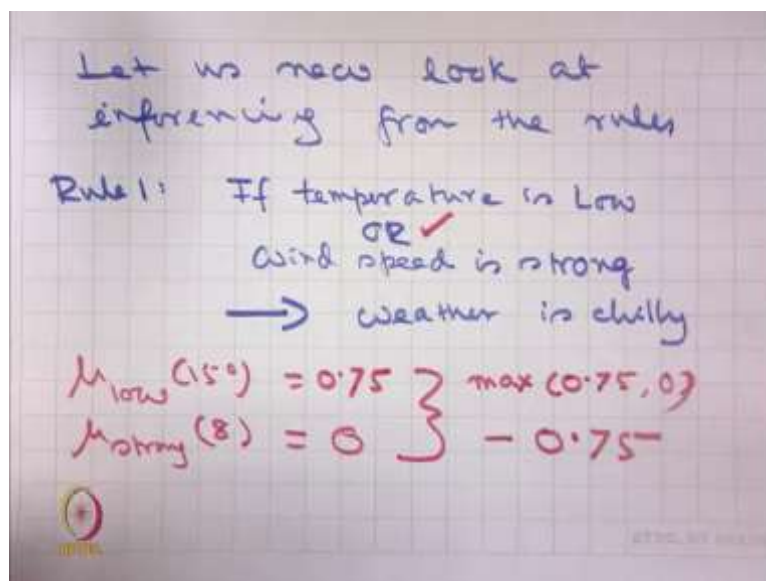 Let us now look at
inferencing from the rules
Rule 1: If temperature is Low
OR ✓
Wind speed is strong
→ weather is chilly
μlow (15°) = 0.75 } max (0.75, 0)
μstrong (8) = 0 } - 0.75